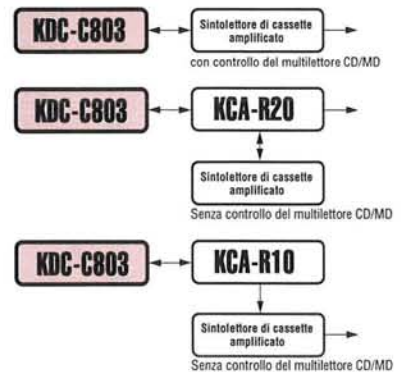 KDC-C803
Sintolettore di cassette
amplificato
con controllo del multilettore CD/MD
KDC-C803
KCA-R20
Sintolettore di cassette
amplificato
Senza controllo del multilettore CD/MD
KDC-C803
KCA-R10
Sintolettore di cassette
amplificato
Senza controllo del multilettore CD/MD